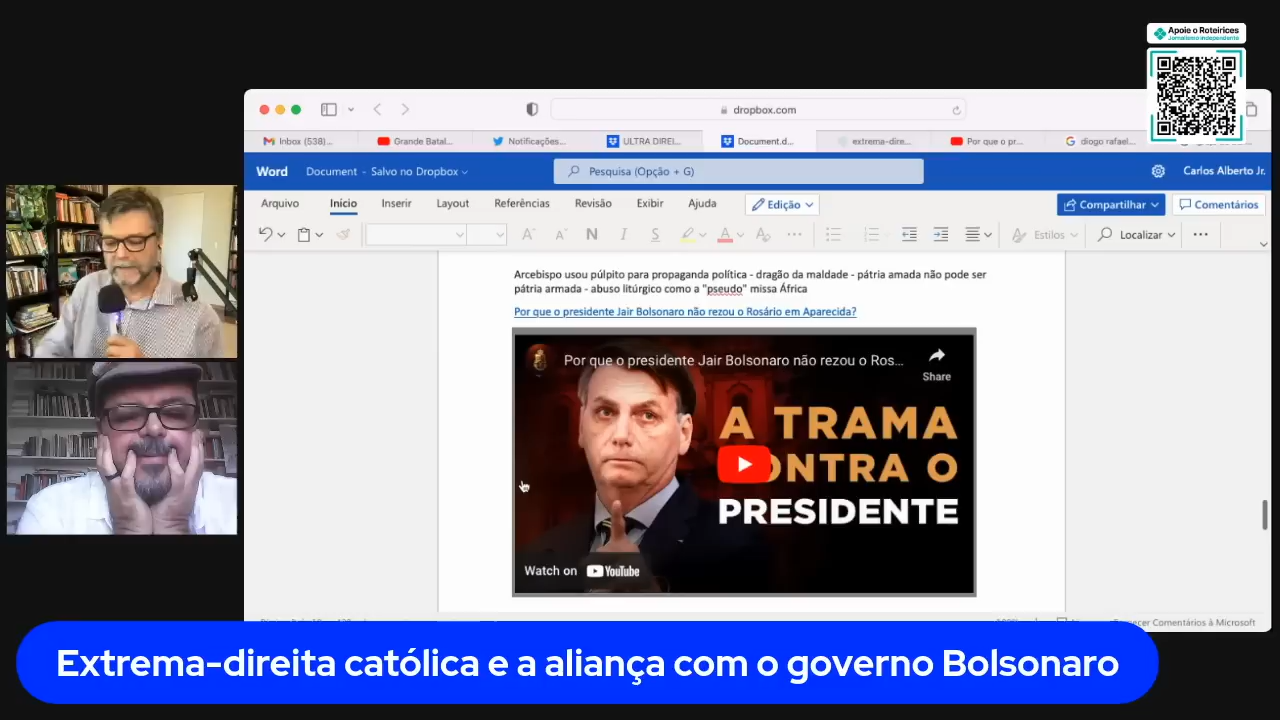 Apoie o Roteirices
Jornalismo independente
dropbox.com
Inbox (538)...
Grande Batal...
Notificações...
ULTRA DIREI...
Document.d...
extrema-dire...
Por que o pr...
diogo rafael...
Word
Document - Salvo no Dropbox
Pesquisa (Opção + G)
Carlos Alberto Jr.
Arquivo
Início
Inserir
Layout
Referências
Revisão
Exibir
Ajuda
Edição
Compartilhar
Comentários
N
I
S
Estilos
Localizar
Arcebispo usou púlpito para propaganda política - dragão da maldade - pátria amada não pode ser
pátria armada - abuso litúrgico como a "pseudo" missa África
Por que o presidente Jair Bolsonaro não rezou o Rosário em Aparecida?
Por que o presidente Jair Bolsonaro não rezou o Ros...
Share
A TRAMA
CONTRA O
PRESIDENTE
Watch on YouTube
Comentários à Microsoft
Extrema-direita católica e a aliança com o governo Bolsonaro